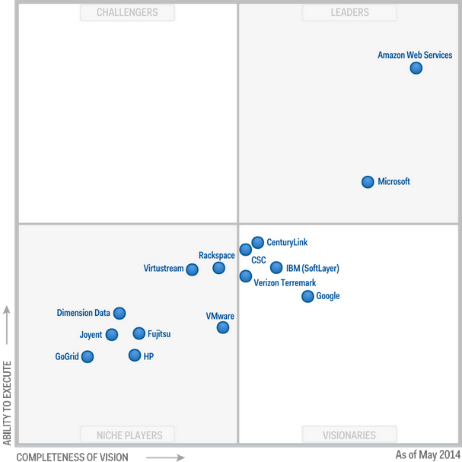 CHALLENGERS
LEADERS
Amazon Web Services
Microsoft
CenturyLink
CSC
Rackspace
Virtustream
IBM (SoftLayer)
Verizon Terremark
Google
Dimension Data
VMware
Joyent
Fujitsu
GoGrid
HP
NICHE PLAYERS
VISIONARIES
ABILITY TO EXECUTE
COMPLETENESS OF VISION
As of May 2014